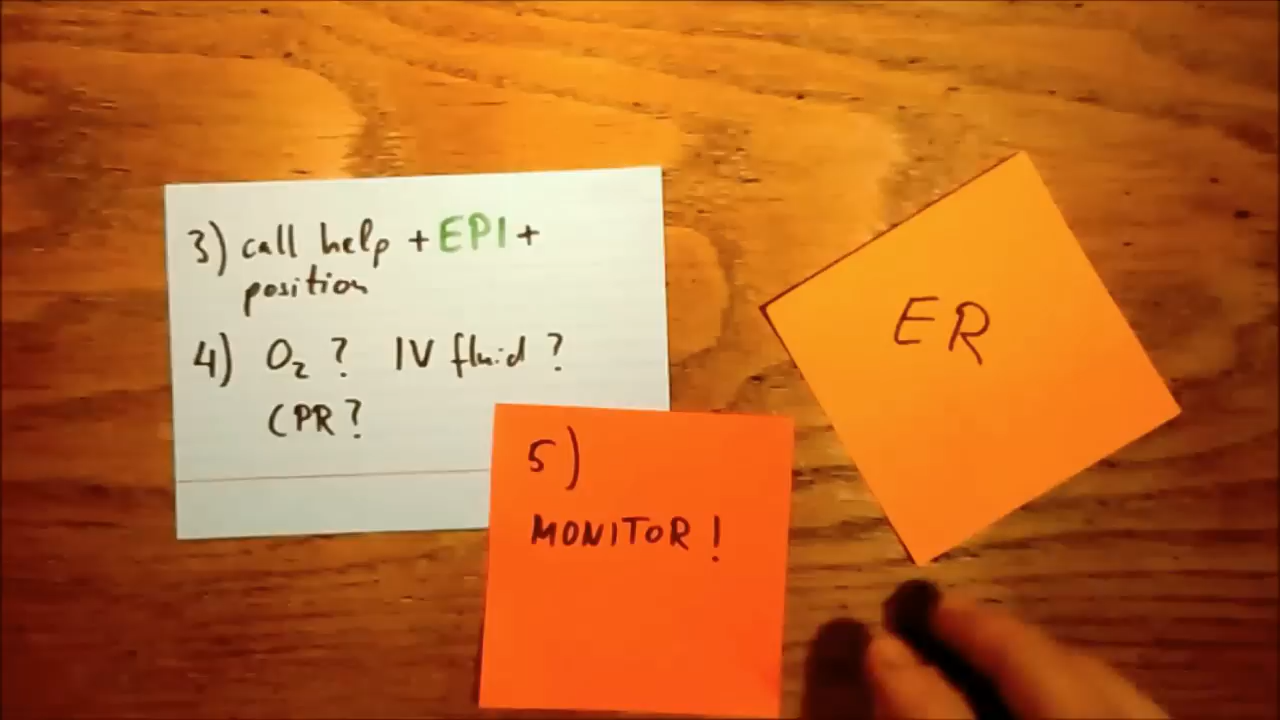 3) call help + EPI +
position
4) O₂ ? IV fluid ?
CPR?
5)
MONITOR !
ER